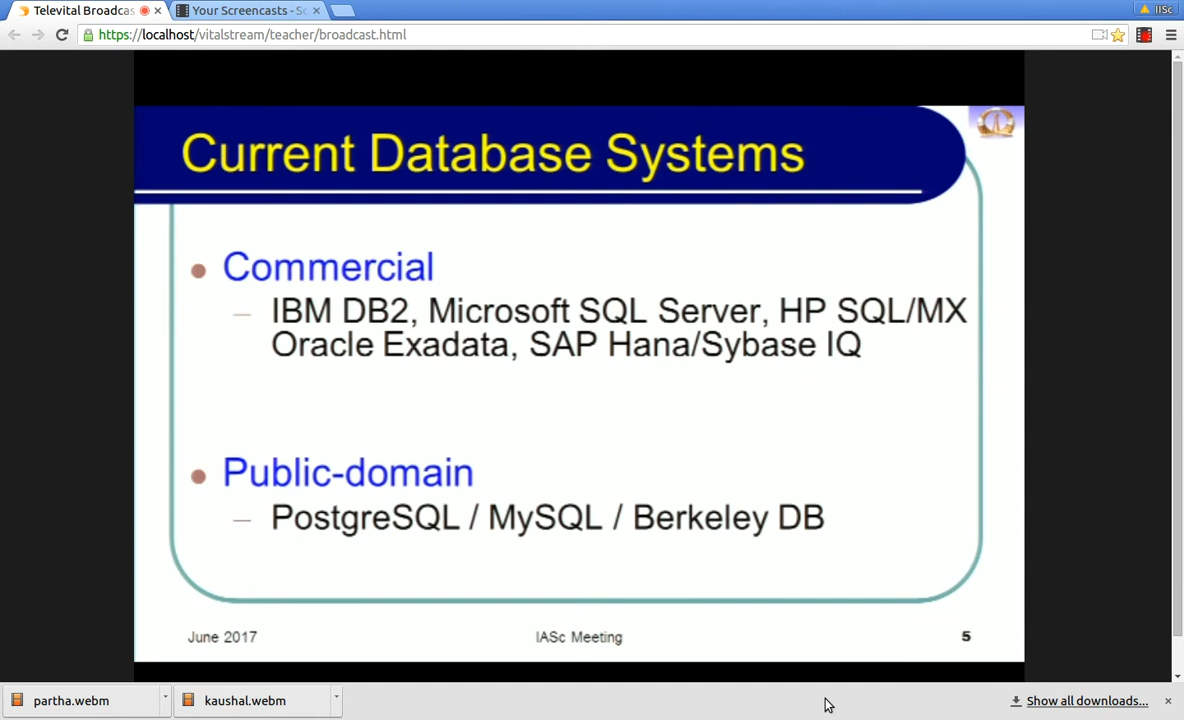 Televital Broadcas
Your Screencasts - Sc
IISc
https://localhost/vitalstream/teacher/broadcast.html
Current Database Systems
Commercial
– IBM DB2, Microsoft SQL Server, HP SQL/MX
Oracle Exadata, SAP Hana/Sybase IQ
Public-domain
– PostgreSQL / MySQL / Berkeley DB
June 2017 IASc Meeting 5
partha.webm kaushal.webm Show all downloads...